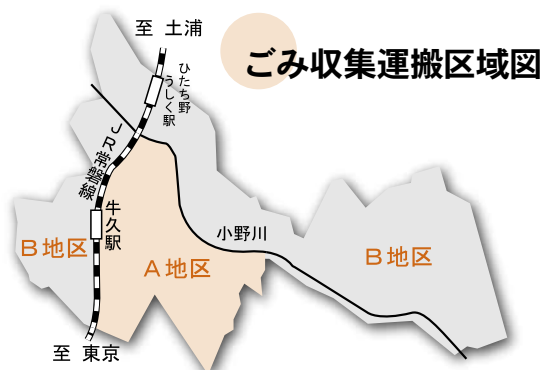 至 土浦
ごみ収集運搬区域図
ひたち野
うしく駅
JR常磐線
牛久駅
小野川
B地区
A地区
B地区
至 東京